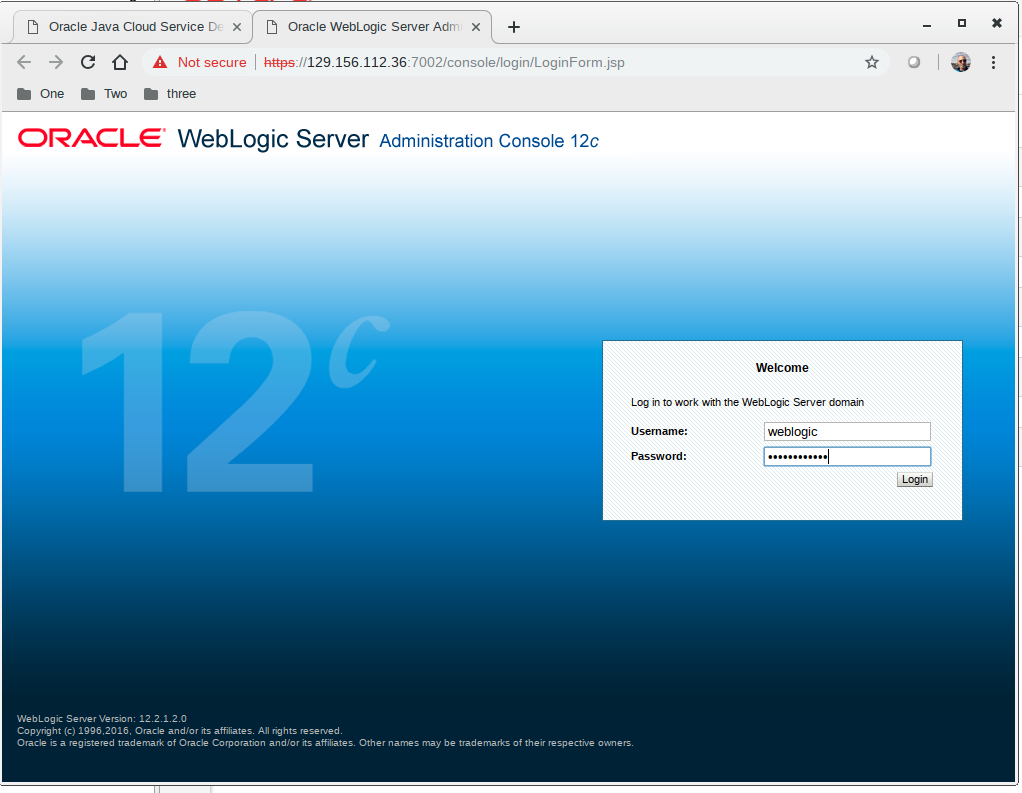 Oracle Java Cloud Service De
Oracle WebLogic Server Adm
Not secure https://129.156.112.36:7002/console/login/LoginForm.jsp
One Two three
ORACLE WebLogic Server Administration Console 12c
12c
Welcome
Log in to work with the WebLogic Server domain
Username: weblogic
Password: ••••••••••••
Login
WebLogic Server Version: 12.2.1.2.0
Copyright (c) 1996,2016, Oracle and/or its affiliates. All rights reserved.
Oracle is a registered trademark of Oracle Corporation and/or its affiliates. Other names may be trademarks of their respective owners.